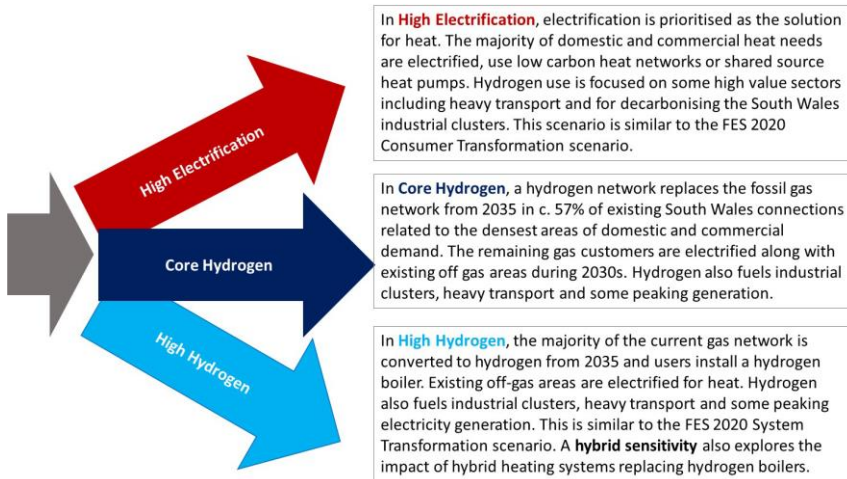 In High Electrification, electrification is prioritised as the solution
for heat. The majority of domestic and commercial heat needs
are electrified, use low carbon heat networks or shared source
heat pumps. Hydrogen use is focused on some high value sectors
including heavy transport and for decarbonising the South Wales
industrial clusters. This scenario is similar to the FES 2020
Consumer Transformation scenario.
High Electrification
In Core Hydrogen, a hydrogen network replaces the fossil gas
network from 2035 in c. 57% of existing South Wales connections
related to the densest areas of domestic and commercial
demand. The remaining gas customers are electrified along with
existing off gas areas during 2030s. Hydrogen also fuels industrial
clusters, heavy transport and some peaking generation.
Core Hydrogen
In High Hydrogen, the majority of the current gas network is
converted to hydrogen from 2035 and users install a hydrogen
boiler. Existing off-gas areas are electrified for heat. Hydrogen
also fuels industrial clusters, heavy transport and some peaking
electricity generation. This is similar to the FES 2020 System
Transformation scenario. A hybrid sensitivity also explores the
impact of hybrid heating systems replacing hydrogen boilers.
High Hydrogen